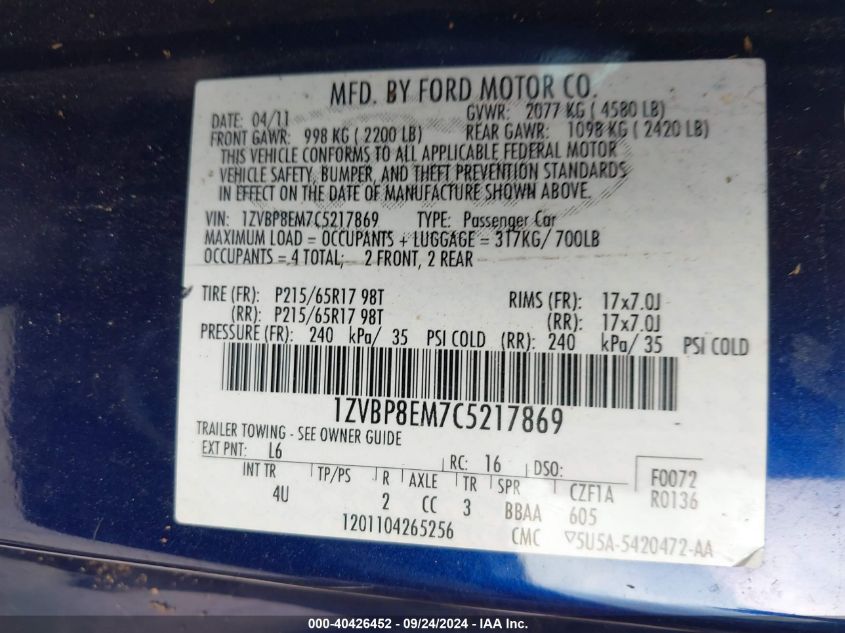 MFD. BY FORD MOTOR CO.
DATE: 04/11 GVWR: 2077 KG ( 4580 LB)
FRONT GAWR: 998 KG ( 2200 LB) REAR GAWR: 1098 KG ( 2420 LB)
THIS VEHICLE CONFORMS TO ALL APPLICABLE FEDERAL MOTOR
VEHICLE SAFETY, BUMPER, AND THEFT PREVENTION STANDARDS
IN EFFECT ON THE DATE OF MANUFACTURE SHOWN ABOVE.
VIN: 1ZVBP8EM7C5217869 TYPE: Passenger Car
MAXIMUM LOAD = OCCUPANTS + LUGGAGE = 317KG/ 700LB
OCCUPANTS = 4 TOTAL; 2 FRONT, 2 REAR
TIRE (FR): P215/65R17 98T RIMS (FR): 17x7.0J
(RR): P215/65R17 98T (RR): 17x7.0J
PRESSURE (FR): 240 kPa/ 35 PSI COLD (RR): 240 kPa/ 35 PSI COLD
1ZVBP8EM7C5217869
TRAILER TOWING - SEE OWNER GUIDE
EXT PNT: L6 RC: 16 DSO: F0072
INT TR TP/PS R AXLE TR SPR CZF1A R0136
4U 2 CC 3 BBAA 605
1201104265256 CMC ▽5U5A-5420472-AA
000-40426452 - 09/24/2024 - IAA Inc.